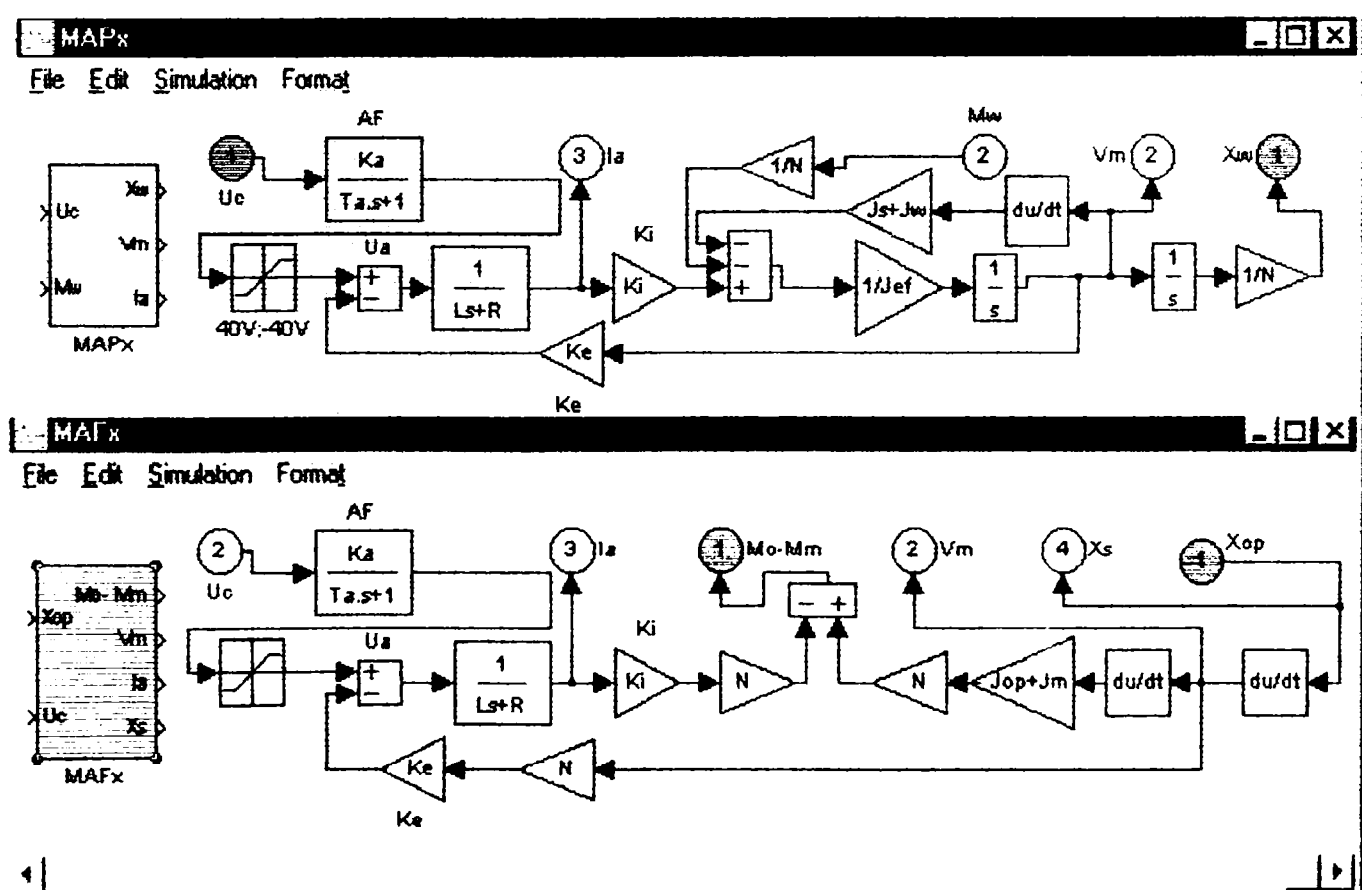 MAPx
File Edit Simulation Format
AF
Mw
1
Uc
Ka
Ta.s+1
3 Ia
1/N
2
Vm 2
Xw 1
Uc
Xw
Vm
Mw
Ia
MAPx
Js+Jw
du/dt
40V;-40V
Ua
+
-
1
Ls+R
Ki
Ki
-
-
+
1/Jef
1
s
1
s
1/N
Ke
Ke
MAFx
File Edit Simulation Format
AF
2
Uc
Ka
Ta.s+1
3 Ia
1 Mo-Mm
2 Vm
4 Xs
1 Xop
Mo-Mm
Xop
Vm
Ia
Uc
Xs
MAFx
- +
Ua
+
-
1
Ls+R
Ki
Ki
N
N
Jop+Jm
du/dt
du/dt
Ke
N
Ke